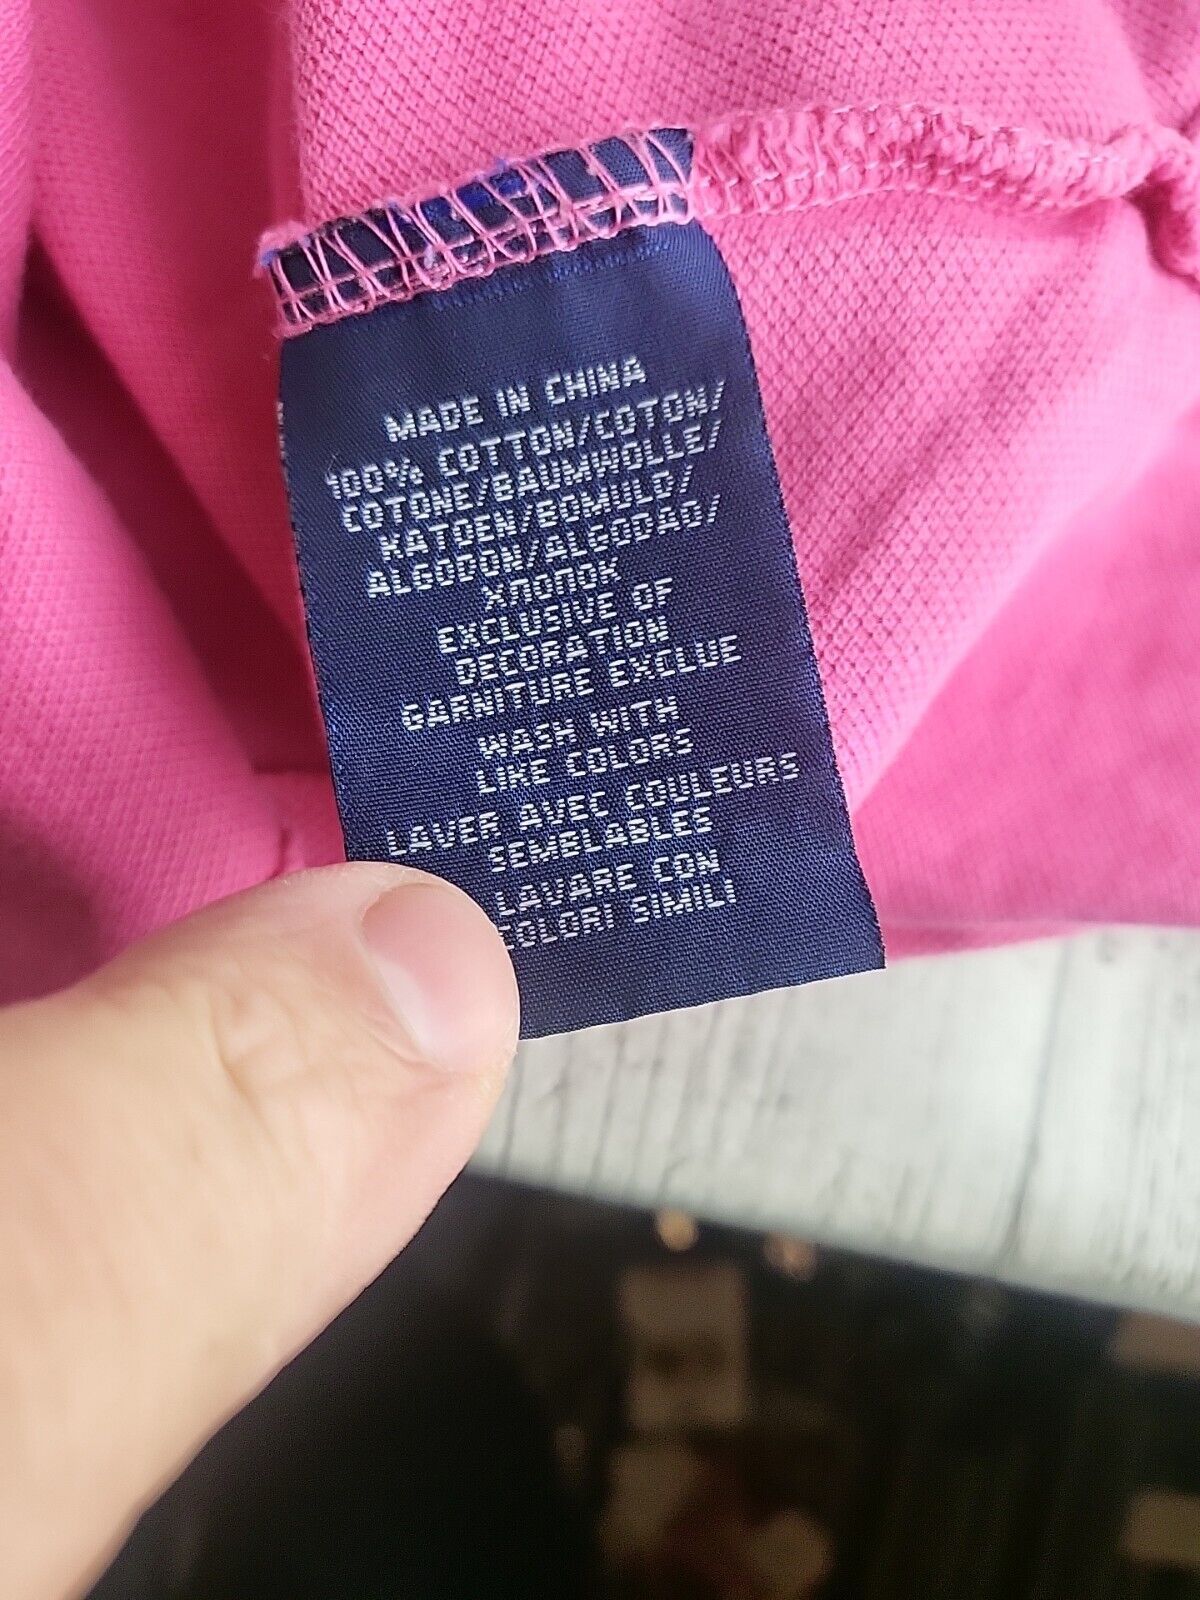 MADE IN CHINA
100% COTTON/COTON/
COTONE/BAUMWOLLE/
KATOEN/BOMULD/
ALGODON/ALGODAO/
ХЛОПОК
EXCLUSIVE OF
DECORATION
GARNITURE EXCLUE
WASH WITH
LIKE COLORS
LAVER AVEC COULEURS
SEMBLABLES
LAVARE CON
COLORI SIMILI